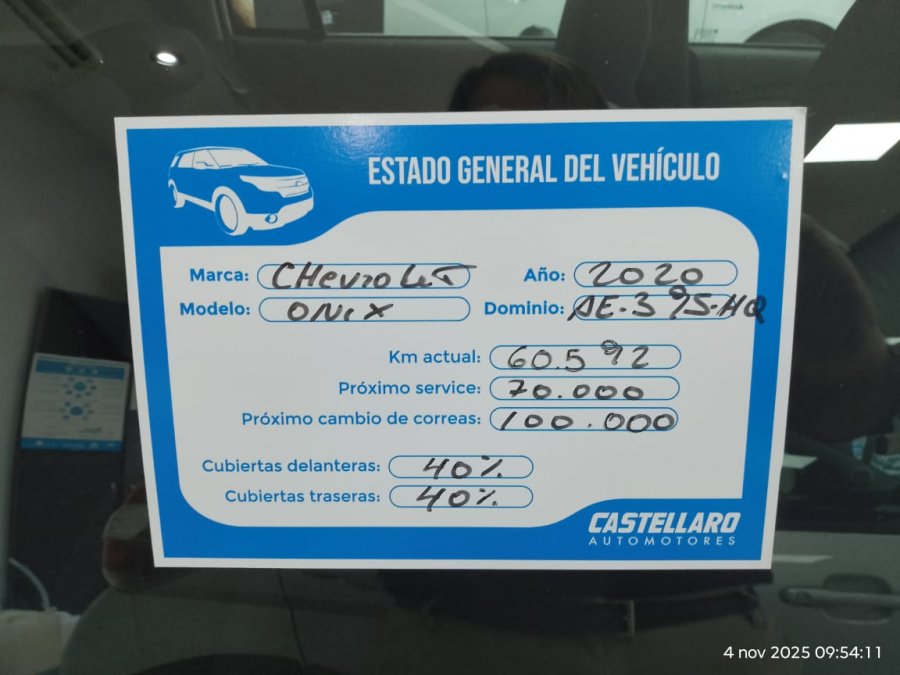 ESTADO GENERAL DEL VEHÍCULO
Marca: CHevroLeT Año: 2020
Modelo: ONiX Dominio: AE-395-HQ
Km actual: 60.592
Próximo service: 70.000
Próximo cambio de correas: 100.000
Cubiertas delanteras: 40%.
Cubiertas traseras: 40%.
CASTELLARO
AUTOMOTORES
4 nov 2025 09:54:11